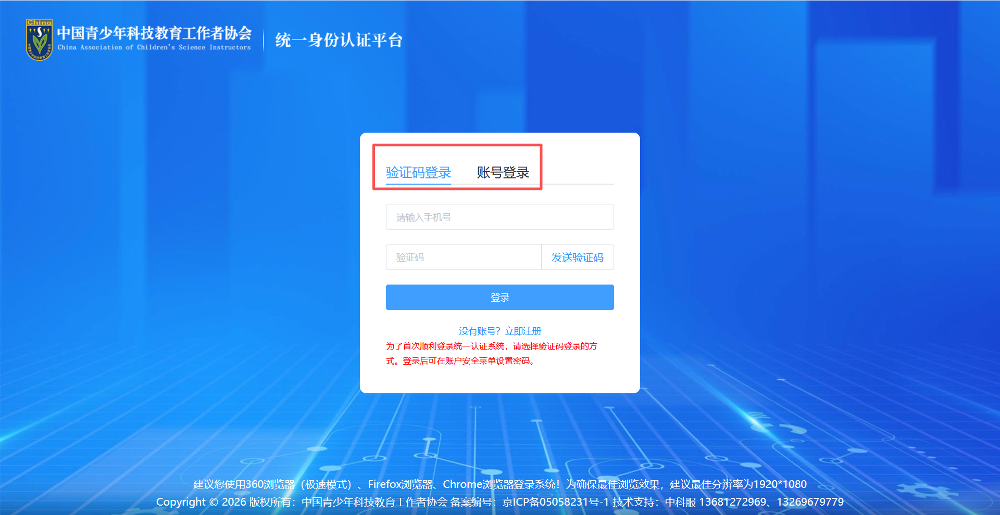 China
中国青少年科技教育工作者协会
China Association of Children's Science Instructors
统一身份认证平台
验证码登录 账号登录
请输入手机号
验证码 发送验证码
登录
没有账号？立即注册
为了首次顺利登录统一认证系统，请选择验证码登录的方
式。登录后可在账户安全菜单设置密码。
建议您使用360浏览器（极速模式）、Firefox浏览器、Chrome浏览器登录系统！为确保最佳浏览效果，建议最佳分辨率为1920*1080
Copyright © 2026 版权所有：中国青少年科技教育工作者协会 备案编号：京ICP备05058231号-1 技术支持：中科服 13681272969、13269679779